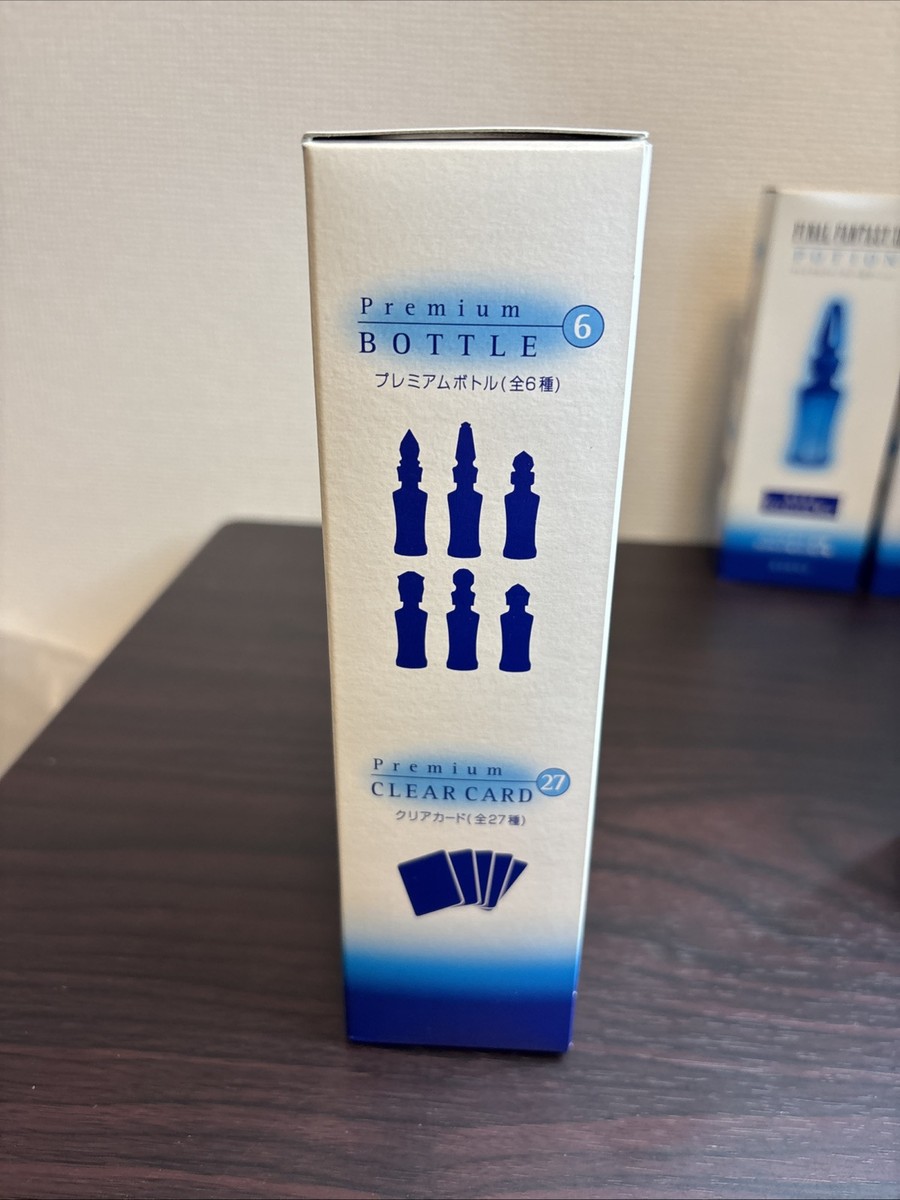 Premium
BOTTLE 6
プレミアムボトル(全6種)
Premium
CLEAR CARD 27
クリアカード(全27種)
FINAL FANTASY
POTION